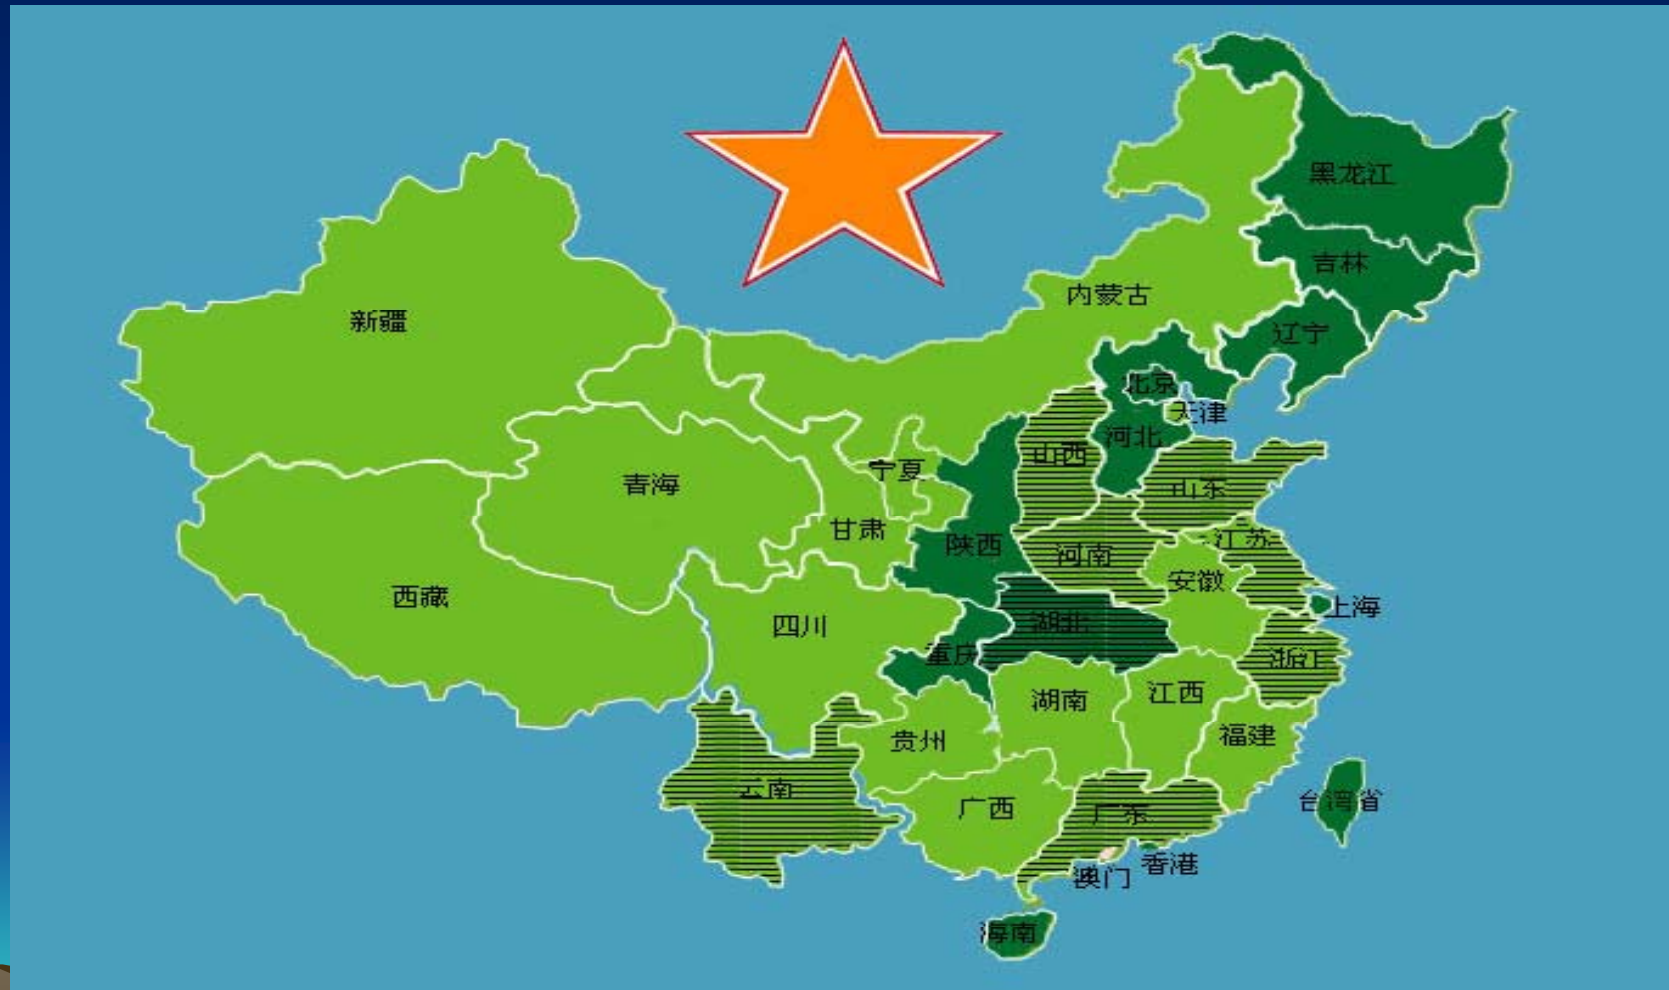 黑龙江
吉林
内蒙古
辽宁
新疆
北京
天津
河北
山西
宁夏
青海
山东
甘肃
江苏
陕西
河南
安徽
西藏
上海
四川
湖北
重庆
浙江
江西
湖南
福建
贵州
云南
台湾省
广西
广东
香港
澳门
海南